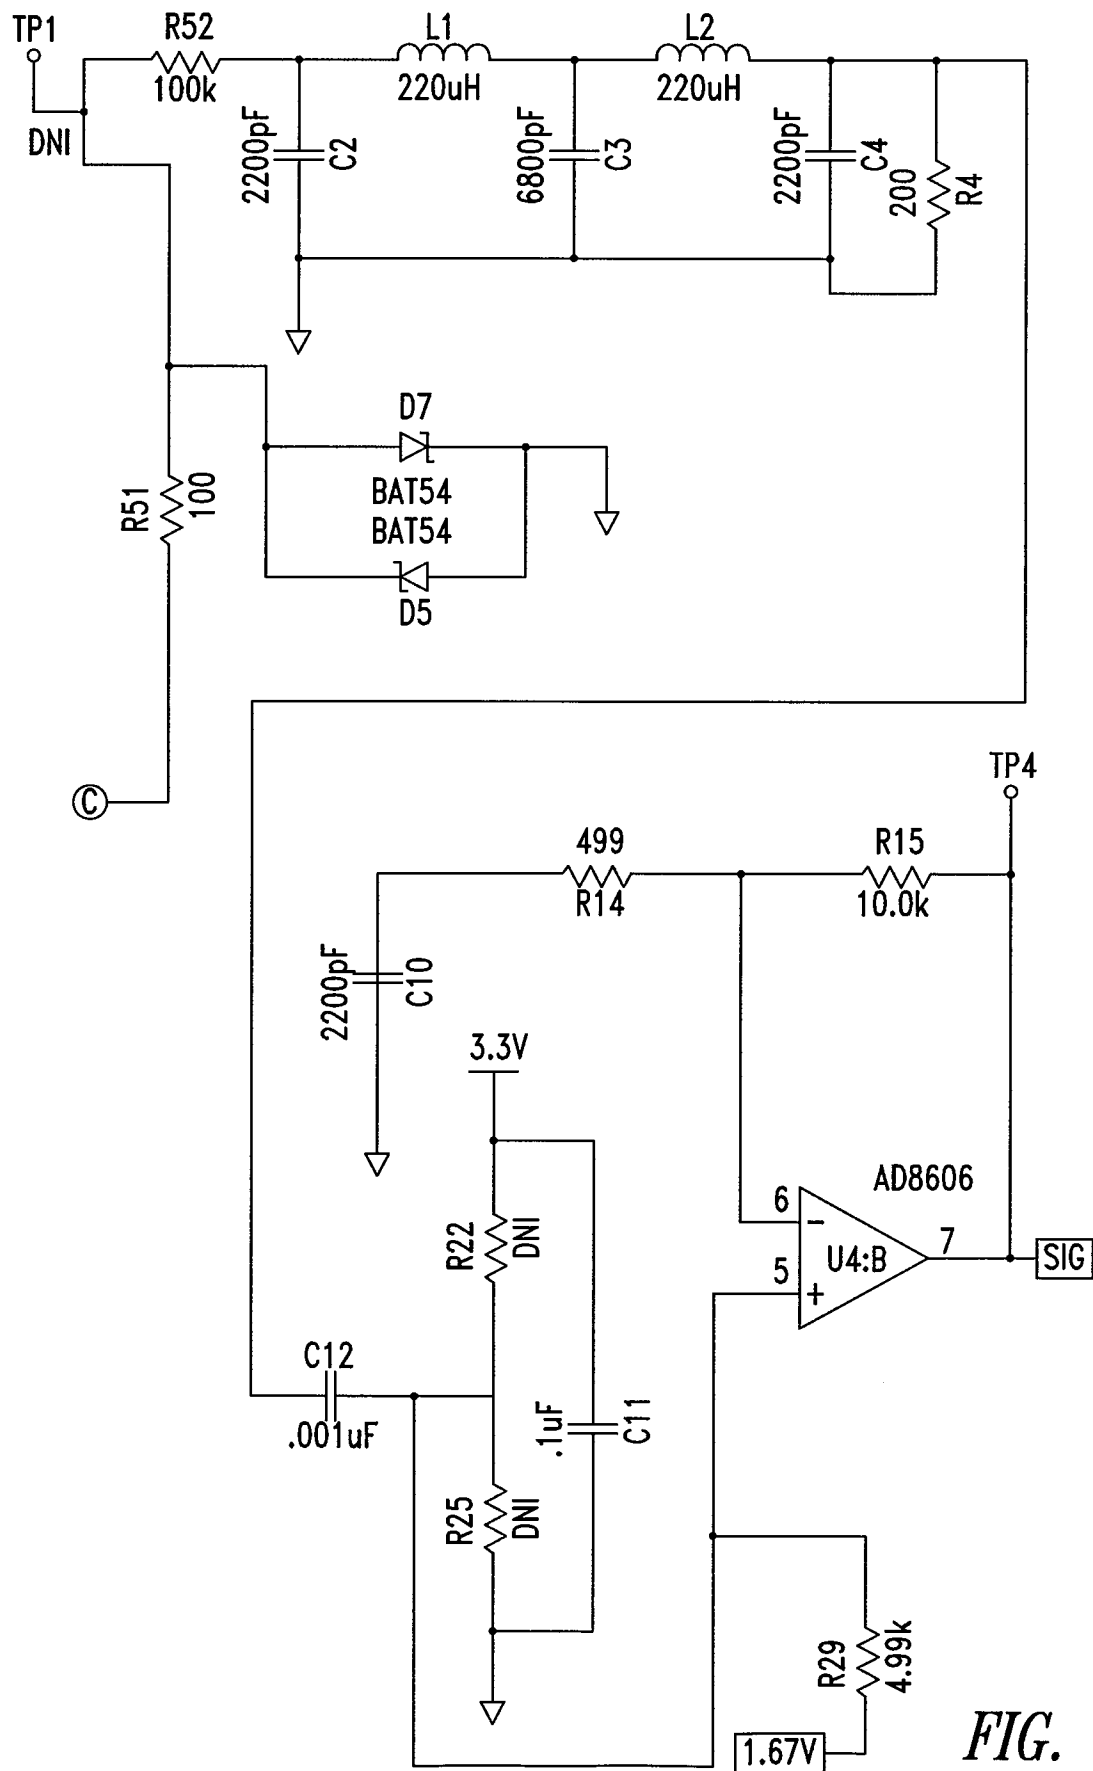 TP1
R52
100k
DNI
L1
220uH
L2
220uH
2200pF
C2
6800pF
C3
2200pF
C4
200
R4
D7
BAT54
BAT54
D5
R51
100
C
TP4
499
R14
R15
10.0k
2200pF
C10
3.3V
AD8606
6
-
5
+
U4:B
7
SIG
R22
DNI
C12
.001uF
.1uF
C11
R25
DNI
R29
4.99k
1.67V
FIG.